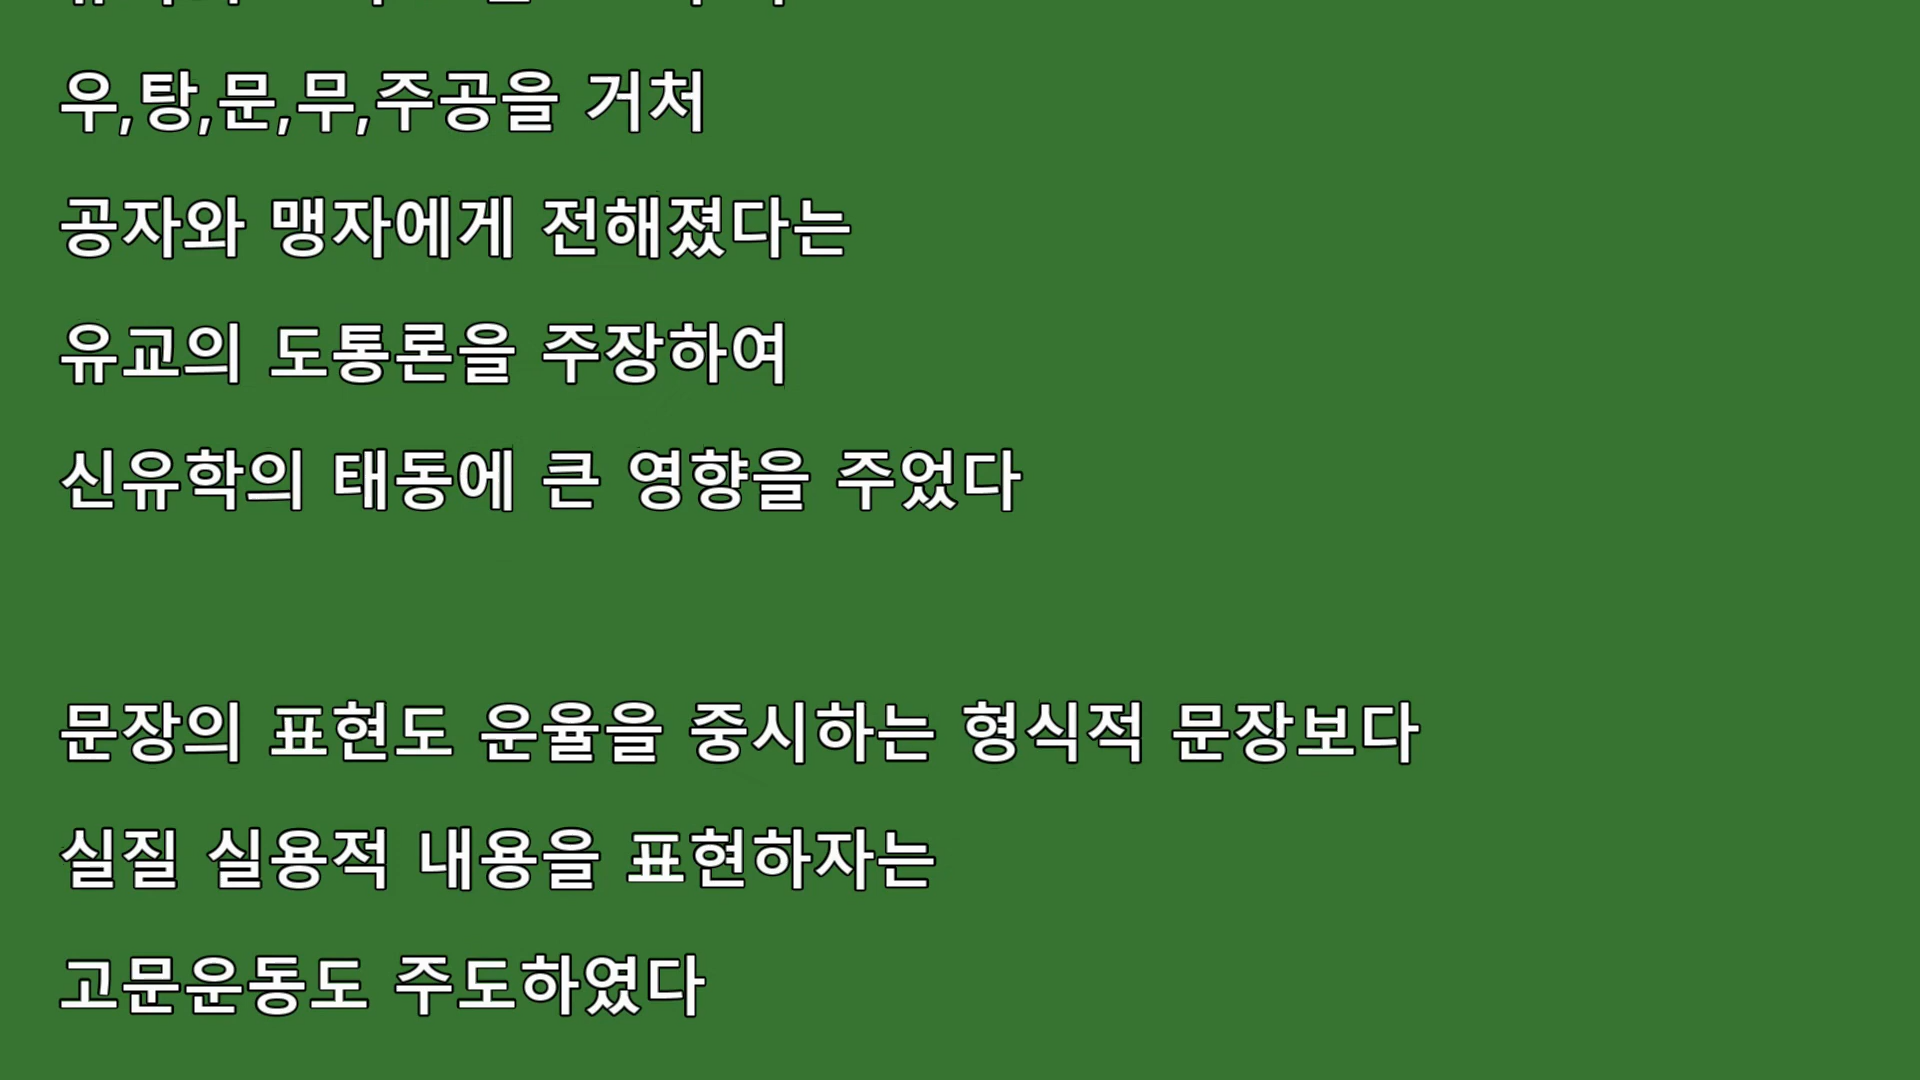 우,탕,문,무,주공을 거처
공자와 맹자에게 전해졌다는
유교의 도통론을 주장하여
신유학의 태동에 큰 영향을 주었다
문장의 표현도 운율을 중시하는 형식적 문장보다
실질 실용적 내용을 표현하자는
고문운동도 주도하였다